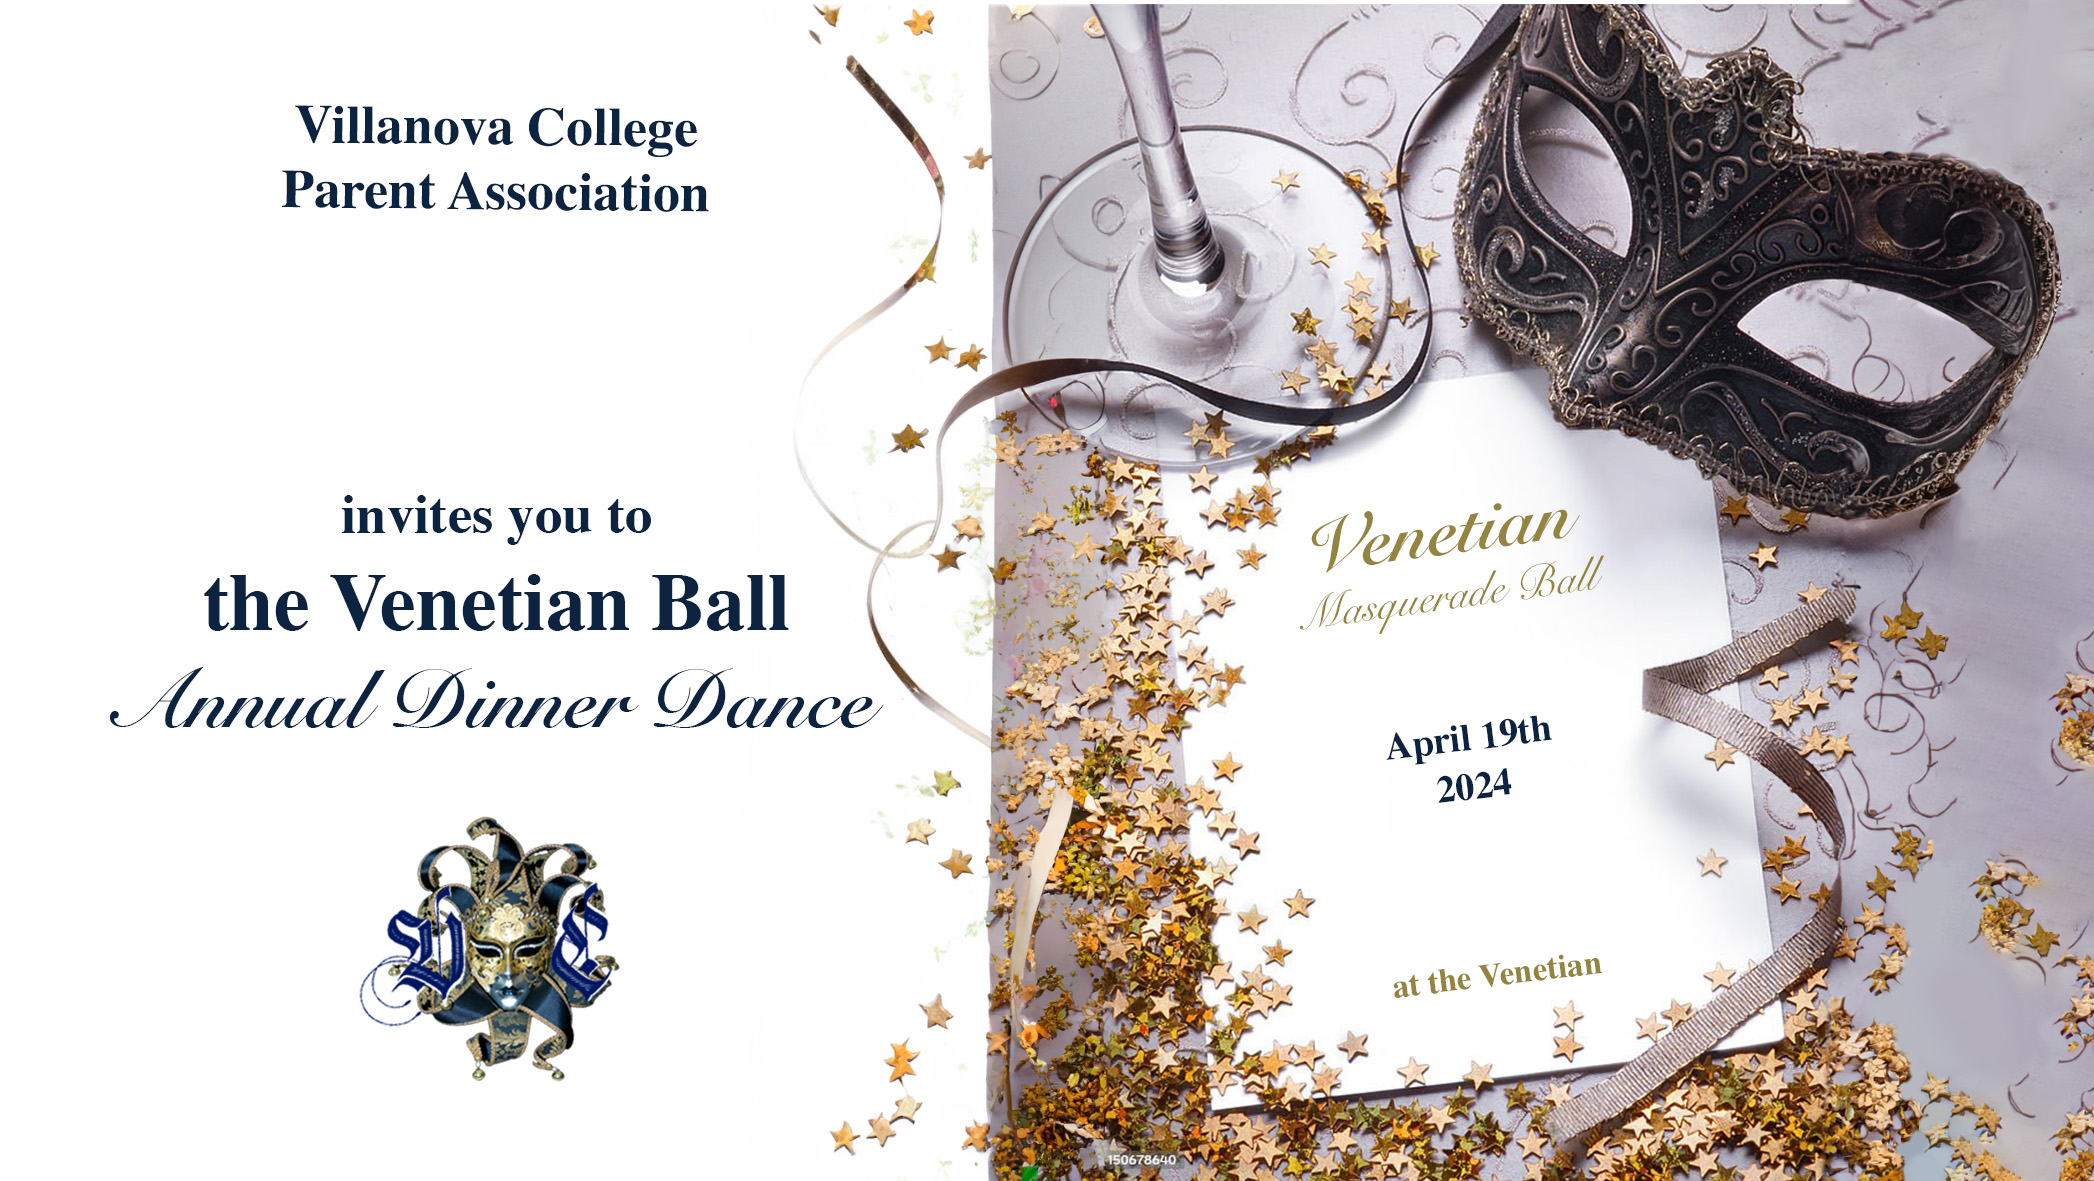 Villanova College
Parent Association
invites you to
the Venetian Ball
Annual Dinner Dance
V C
Venetian
Masquerade Ball
April 19th
2024
at the Venetian
150678640